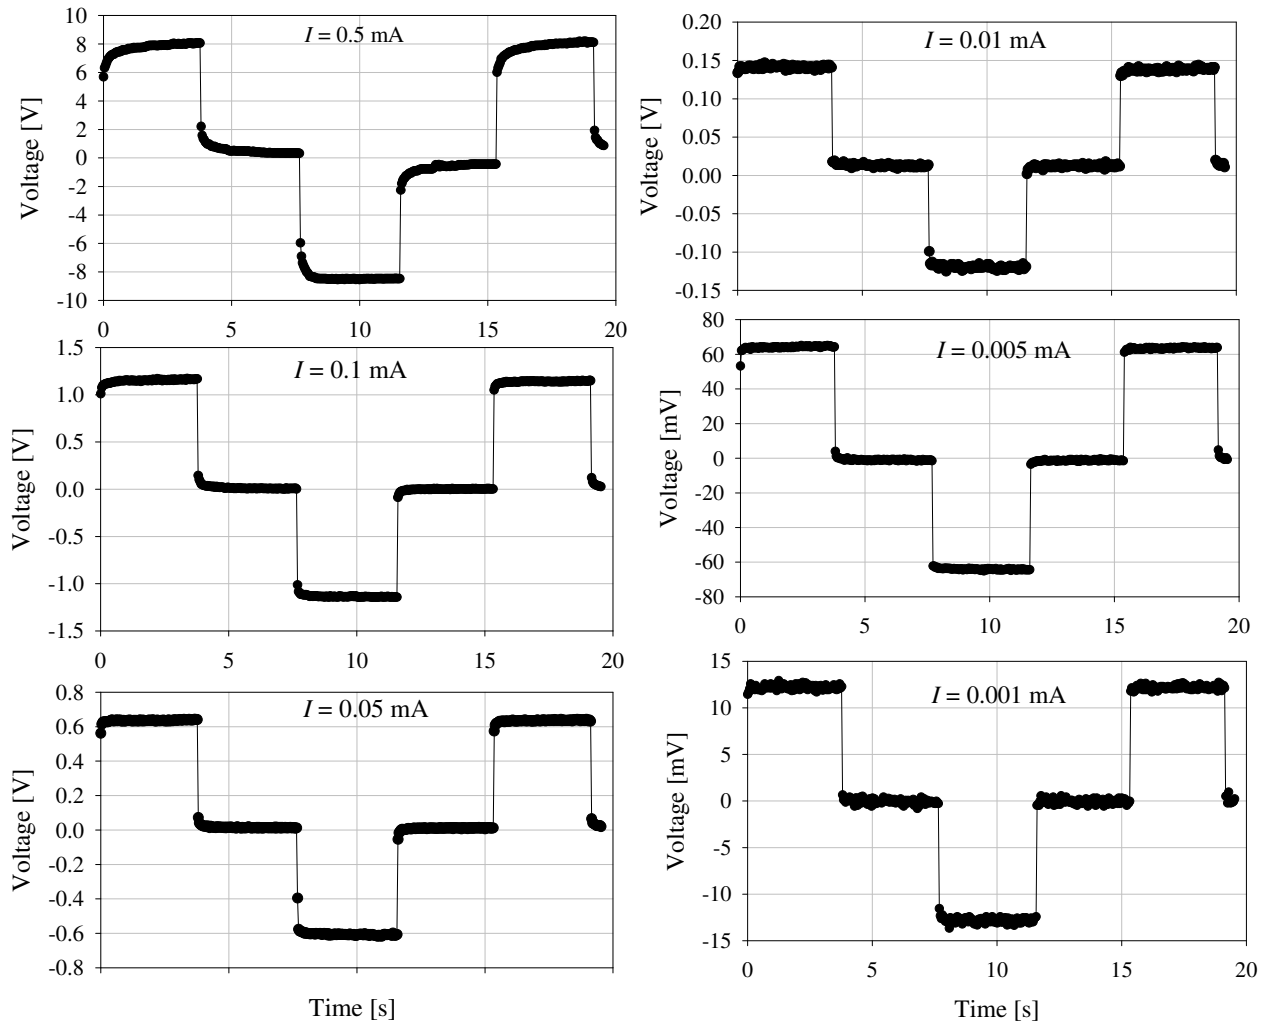 I = 0.5 mA
Voltage [V]
10
8
6
4
2
0
-2
-4
-6
-8
-10
0 5 10 15 20
I = 0.01 mA
Voltage [V]
0.20
0.15
0.10
0.05
0.00
-0.05
-0.10
-0.15
I = 0.1 mA
Voltage [V]
1.5
1.0
0.5
0.0
-0.5
-1.0
-1.5
0 5 10 15 20
I = 0.005 mA
Voltage [mV]
80
60
40
20
0
-20
-40
-60
-80
0 5 10 15 20
I = 0.05 mA
Voltage [V]
0.8
0.6
0.4
0.2
0.0
-0.2
-0.4
-0.6
-0.8
Time [s]
I = 0.001 mA
Voltage [mV]
15
10
5
0
-5
-10
-15
0 5 10 15 20
Time [s]